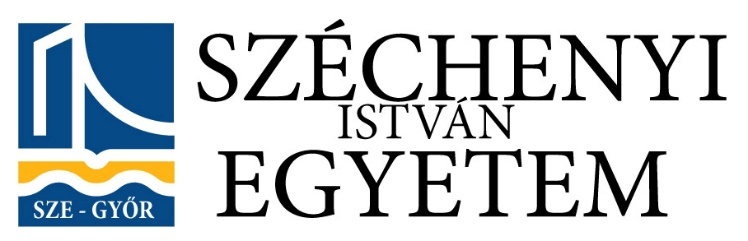 SZÉCHENYI
ISTVÁN
EGYETEM
SZE - GYŐR